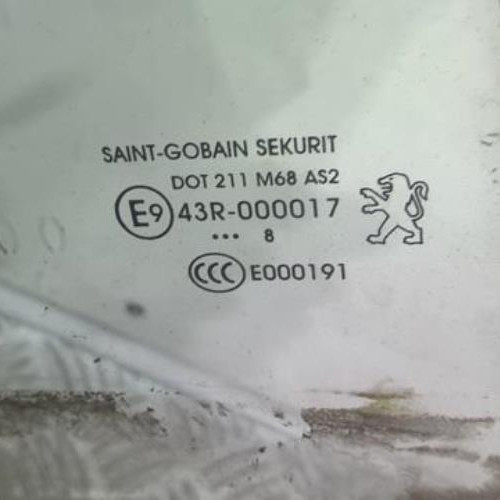 SAINT-GOBAIN SEKURIT
DOT 211 M68 AS2
E9 43R-000017
••• 8
CCC E000191